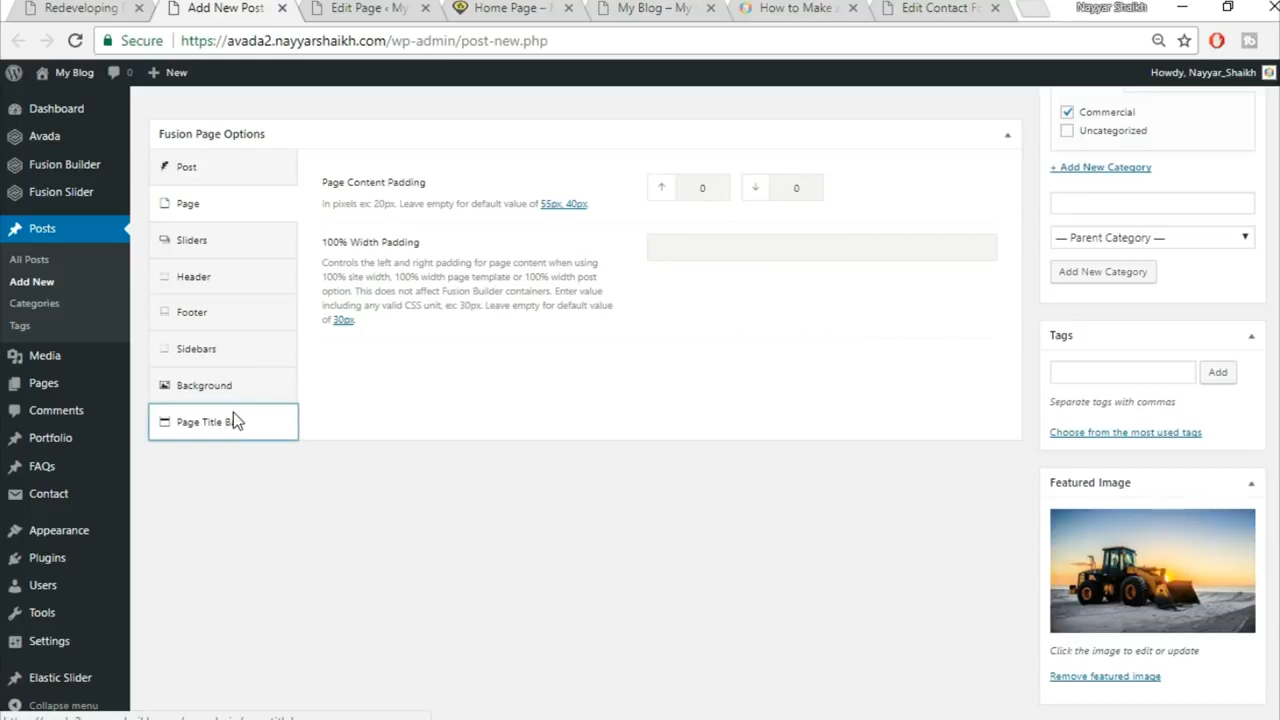 Redeveloping
Add New Post
Edit Page ‹ My
Home Page –
My Blog –
How to Make
Edit Contact Fo
Nayyar Shaikh
Secure
https://avada2.nayyarshaikh.com/wp-admin/post-new.php
My Blog
0
New
Howdy, Nayyar_Shaikh
Dashboard
Avada
Fusion Builder
Fusion Slider
Posts
All Posts
Add New
Categories
Tags
Media
Pages
Comments
Portfolio
FAQs
Contact
Appearance
Plugins
Users
Tools
Settings
Elastic Slider
Collapse menu
Fusion Page Options
Post
Page
Sliders
Header
Footer
Sidebars
Background
Page Title B
Page Content Padding
In pixels ex: 20px. Leave empty for default value of 55px, 40px.
0
0
100% Width Padding
Controls the left and right padding for page content when using
100% site width, 100% width page template or 100% width post
option. This does not affect Fusion Builder containers. Enter value
including any valid CSS unit, ex: 30px. Leave empty for default value
of 30px.
Commercial
Uncategorized
+ Add New Category
— Parent Category —
Add New Category
Tags
Add
Separate tags with commas
Choose from the most used tags
Featured Image
Click the image to edit or update
Remove featured image